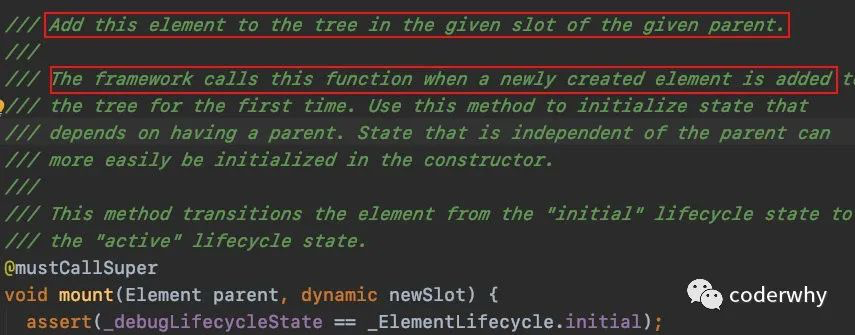 /// Add this element to the tree in the given slot of the given parent.
///
/// The framework calls this function when a newly created element is added to
/// the tree for the first time. Use this method to initialize state that
/// depends on having a parent. State that is independent of the parent can
/// more easily be initialized in the constructor.
///
/// This method transitions the element from the "initial" lifecycle state to
/// the "active" lifecycle state.
@mustCallSuper
void mount(Element parent, dynamic newSlot) {
assert(_debugLifecycleState == _ElementLifecycle.initial);
coderwhy